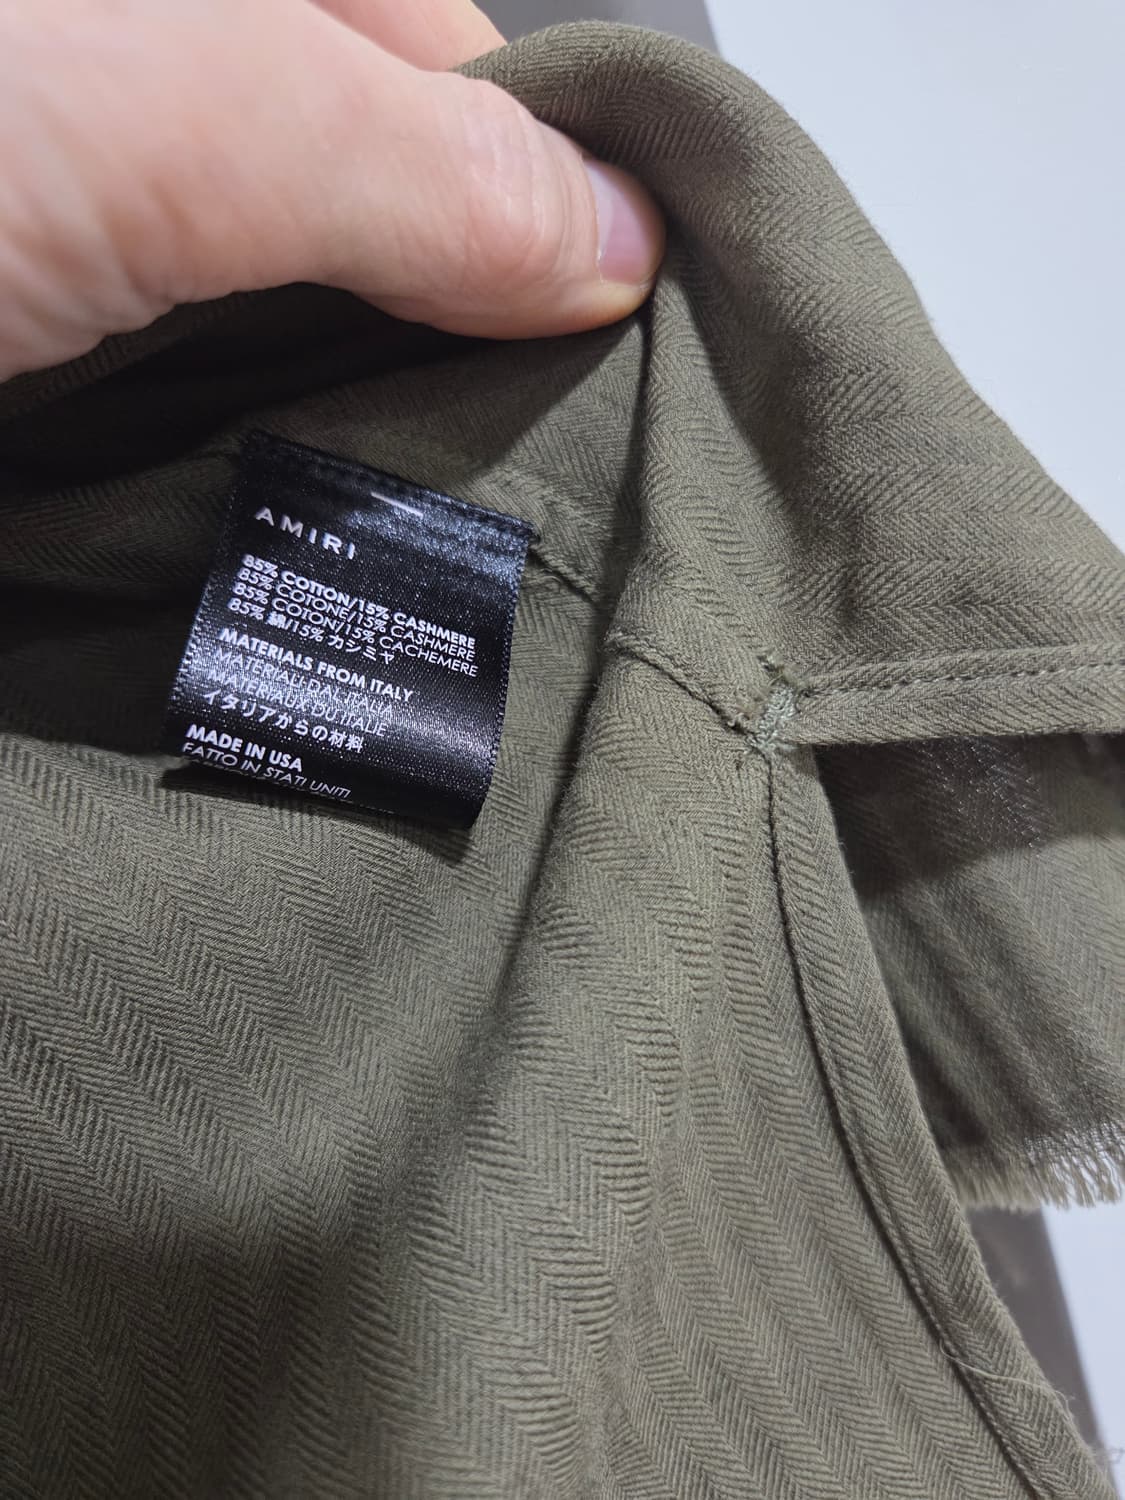 AMIRI
85% COTTON/15% CASHMERE
85% COTONE/15% CASHMERE
85% COTON/15% CACHEMERE
85% 綿/15% カシミヤ
MATERIALS FROM ITALY
MATERIALI DALL'ITALIA
MATERIAUX DU ITALIE
イタリアからの材料
MADE IN USA
FATTO IN STATI UNITI